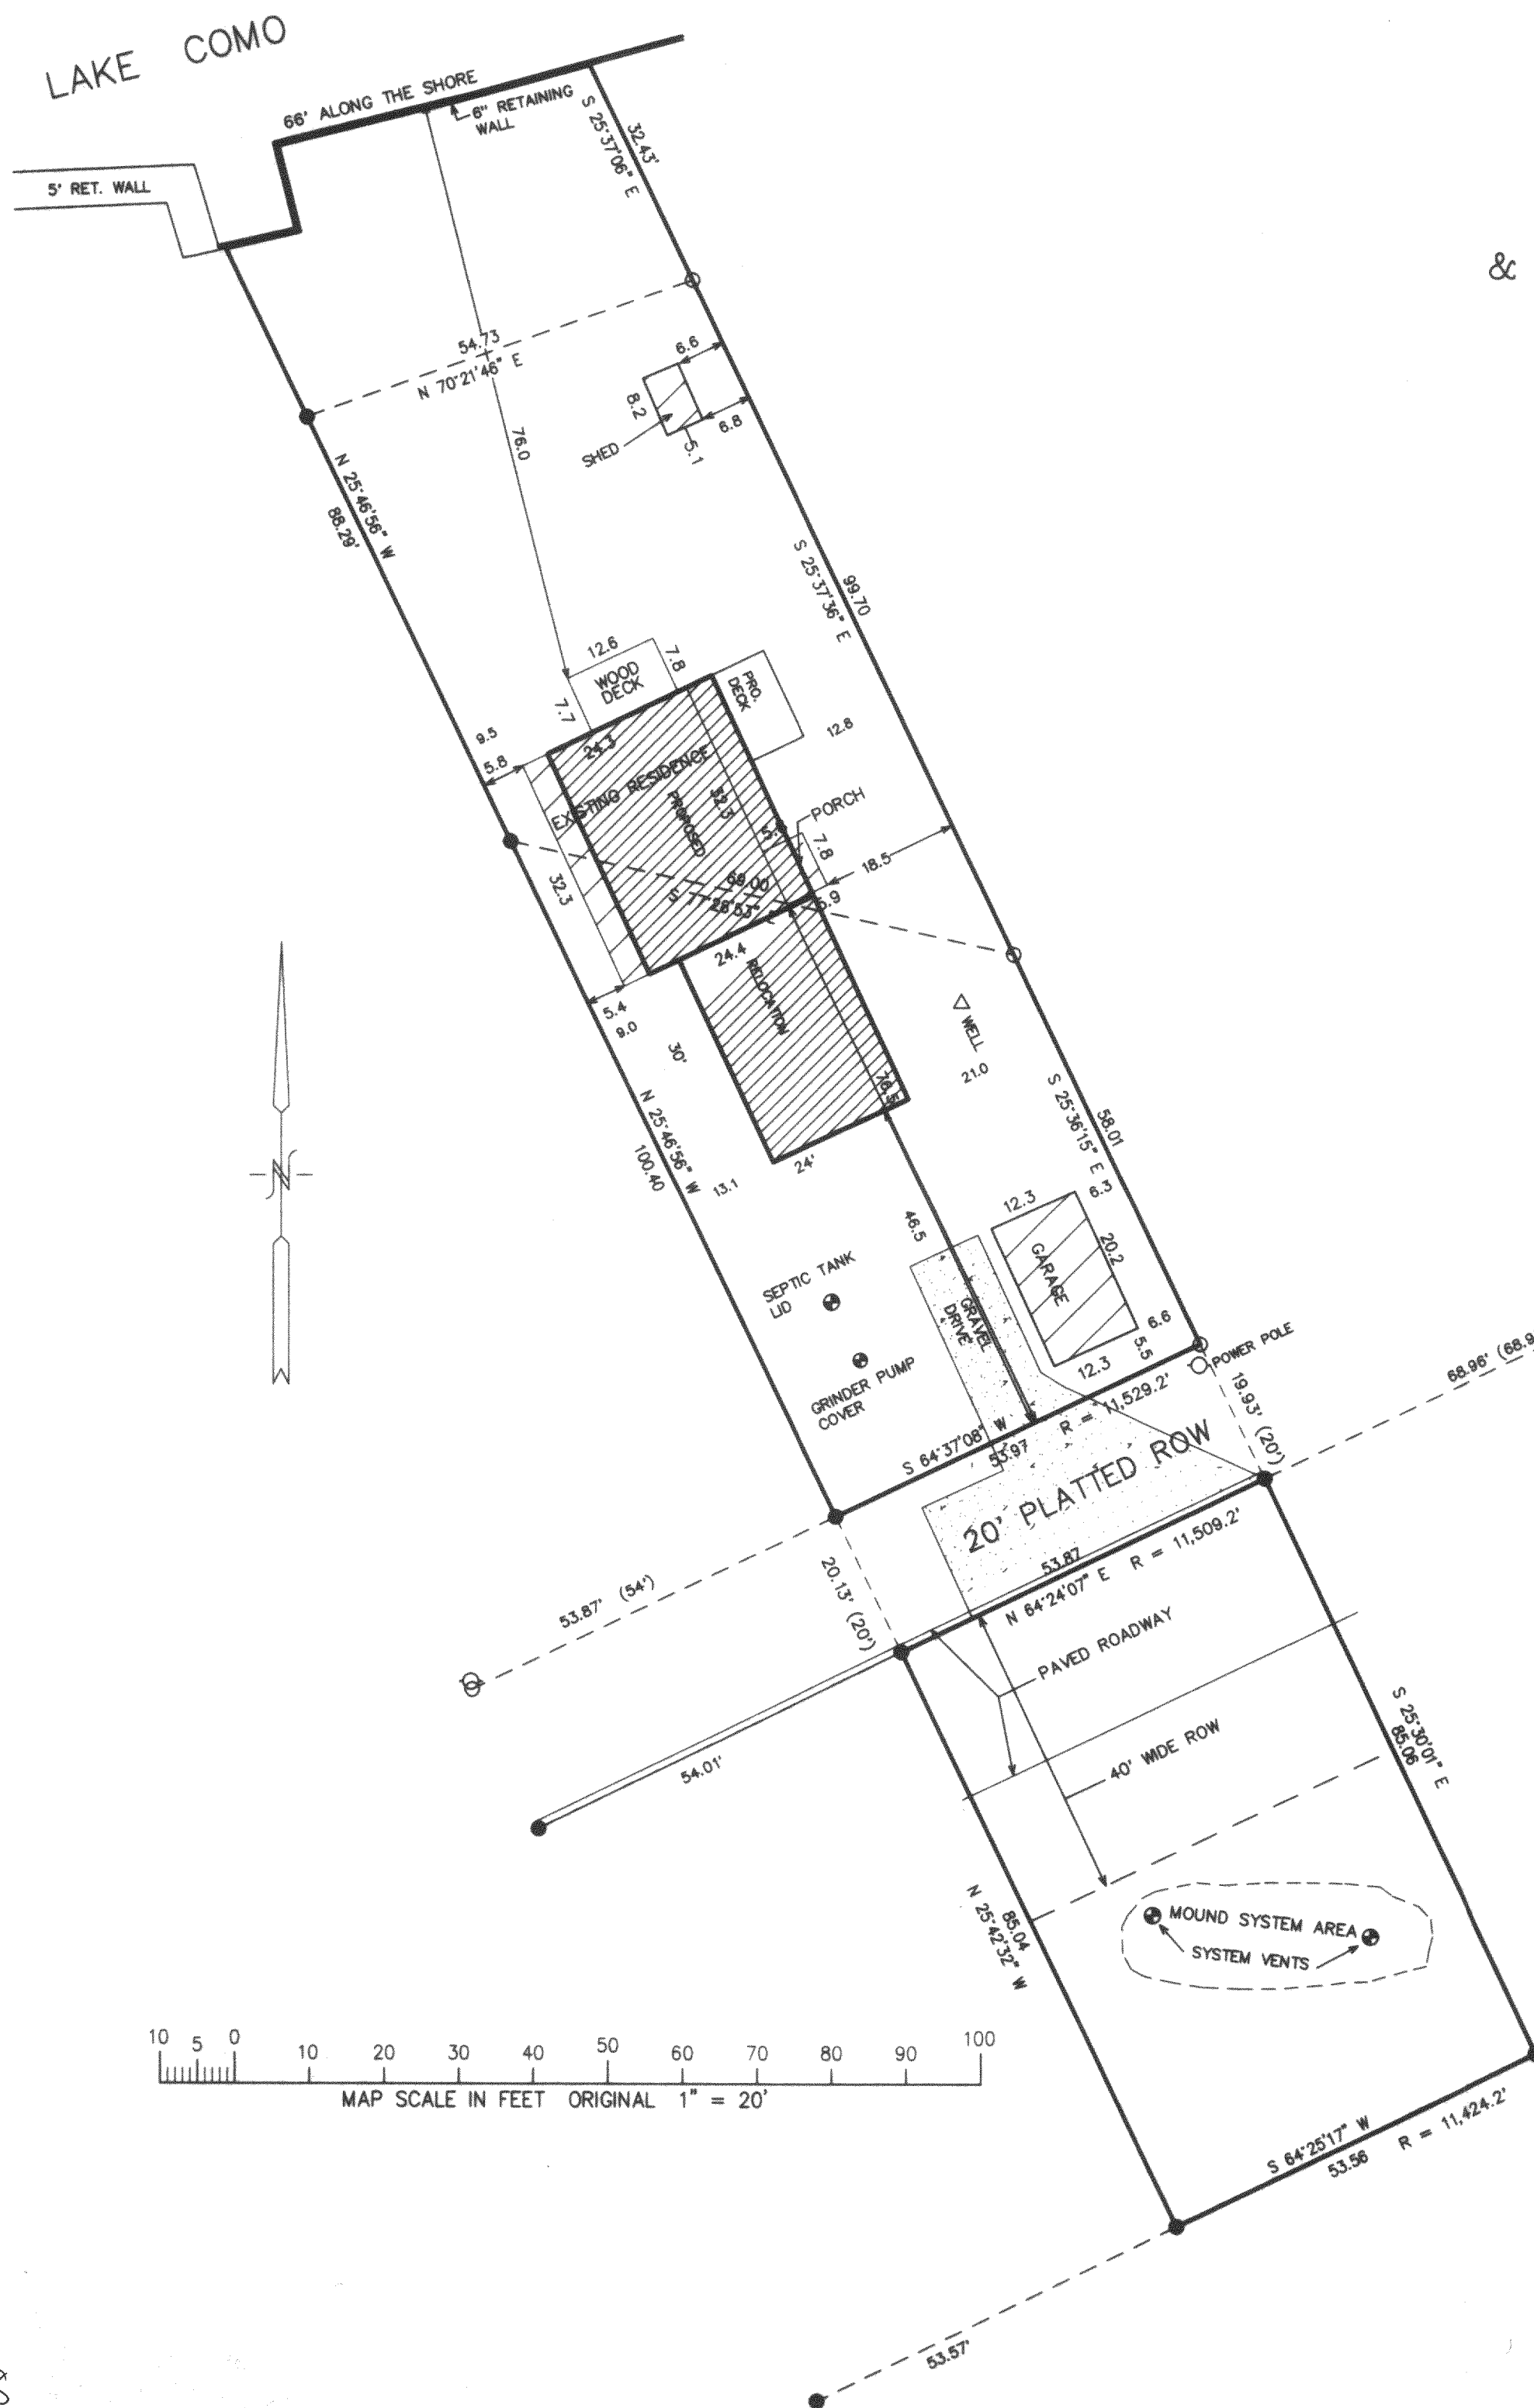 LAKE COMO
66' ALONG THE SHORE
6" RETAINING
WALL
5' RET. WALL
&
32.43'
S 25°37'06" E
54.73
N 70°21'46" E
76.0
6.6
8.2
6.8
5.1
SHED
N 25°46'56" W
88.29'
S 25°37'36" E
99.70
12.6
7.8
WOOD
DECK
7.7
PRO.
DECK
12.8
9.5
5.8
24.3
EXISTING RESIDENCE
PROPOSED
32.3
PORCH
7.8
18.5
32.3
69.00
5.9
24.4
RELOCATION
5.4
9.0
30'
WELL
21.0
76.5
N 25°46'56" W
100.40
13.1
24'
S 25°36'15" E
58.01
46.5
12.3
6.3
20.2
GARAGE
SEPTIC TANK
LID
GRAVEL
DRIVE
6.6
5.5
12.3
POWER POLE
GRINDER PUMP
COVER
S 64°37'08" W
R = 11,529.2'
53.97
19.93' (20')
68.96'
20' PLATTED ROW
53.87' (54')
20.13' (20')
53.87
N 64°24'07" E R = 11,509.2'
PAVED ROADWAY
40' WIDE ROW
54.01'
S 25°30'01" E
85.06
85.04
N 25°42'32" W
MOUND SYSTEM AREA
SYSTEM VENTS
10 5 0 10 20 30 40 50 60 70 80 90 100
MAP SCALE IN FEET ORIGINAL 1" = 20'
S 64°25'17" W
53.56
R = 11,424.2'
53.57'
N